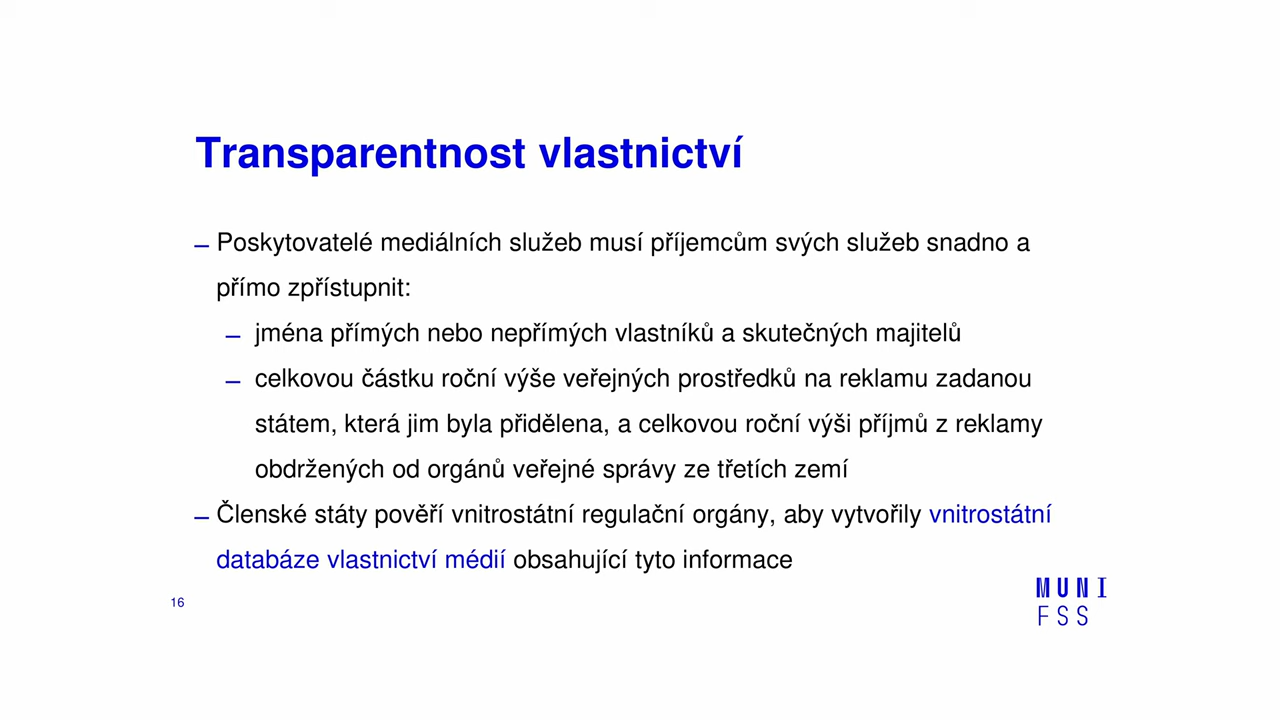 Transparentnost vlastnictví
– Poskytovatelé mediálních služeb musí příjemcům svých služeb snadno a
přímo zpřístupnit:
– jména přímých nebo nepřímých vlastníků a skutečných majitelů
– celkovou částku roční výše veřejných prostředků na reklamu zadanou
státem, která jim byla přidělena, a celkovou roční výši příjmů z reklamy
obdržených od orgánů veřejné správy ze třetích zemí
– Členské státy pověří vnitrostátní regulační orgány, aby vytvořily vnitrostátní
databáze vlastnictví médií obsahující tyto informace
16
MUNI
FSS